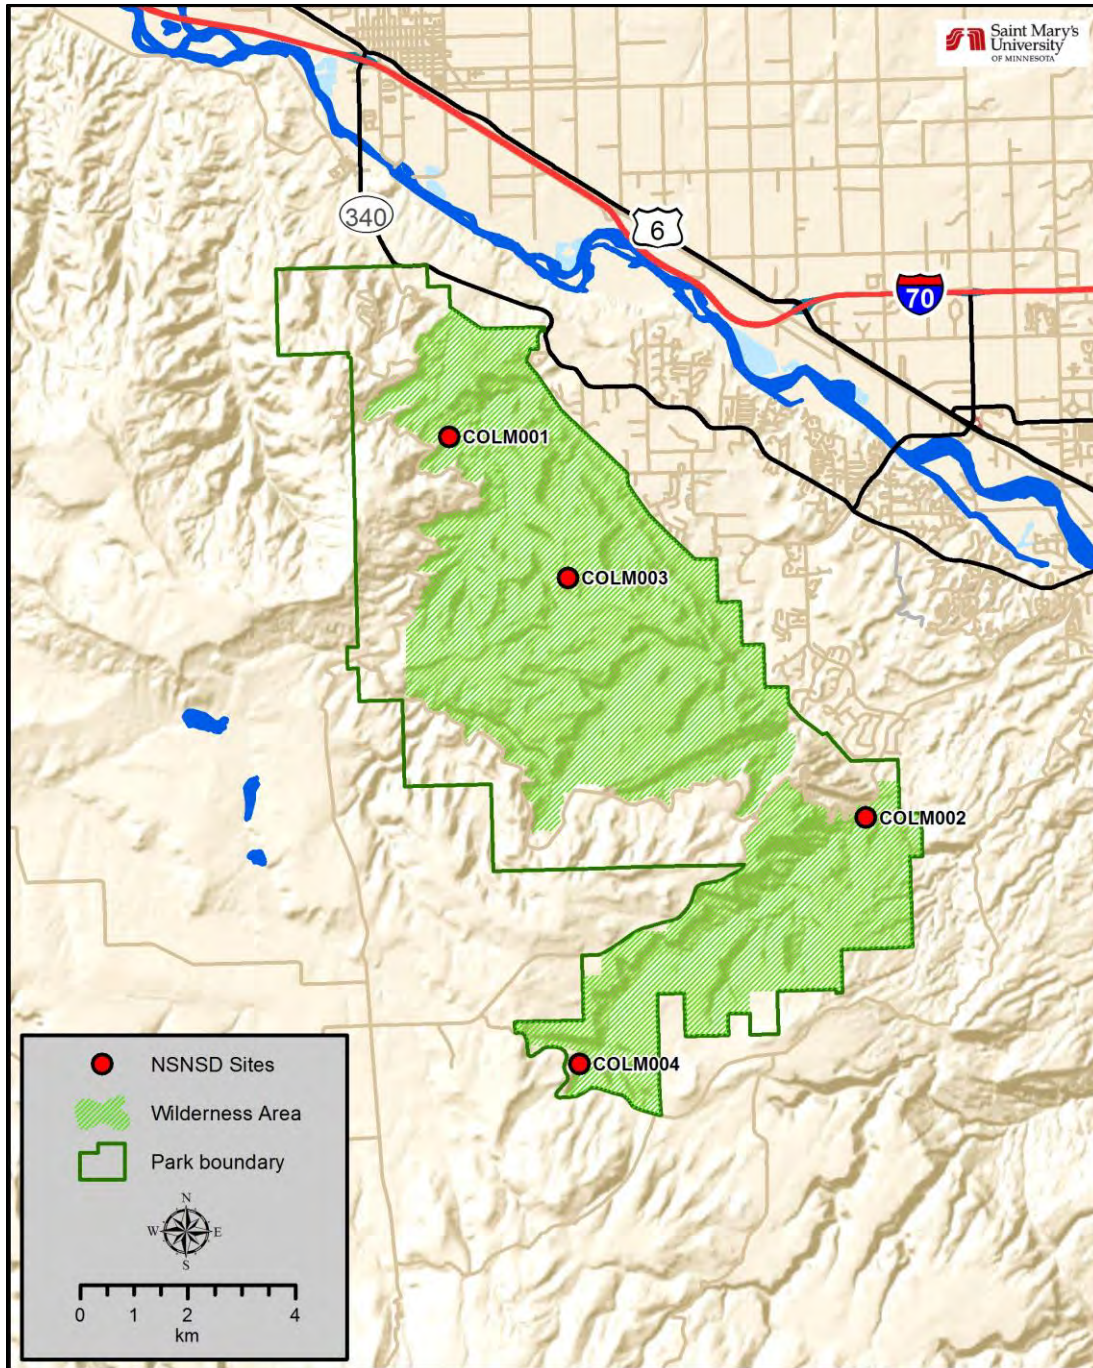 Saint Mary's
University
OF MINNESOTA
340
6
70
COLM001
COLM003
COLM002
COLM004
NSNSD Sites
Wilderness Area
Park boundary
N
W E
S
0 1 2 4
km